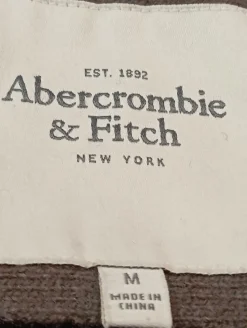 EST. 1892
Abercrombie
& Fitch
NEW YORK
M
MADE IN
CHINA